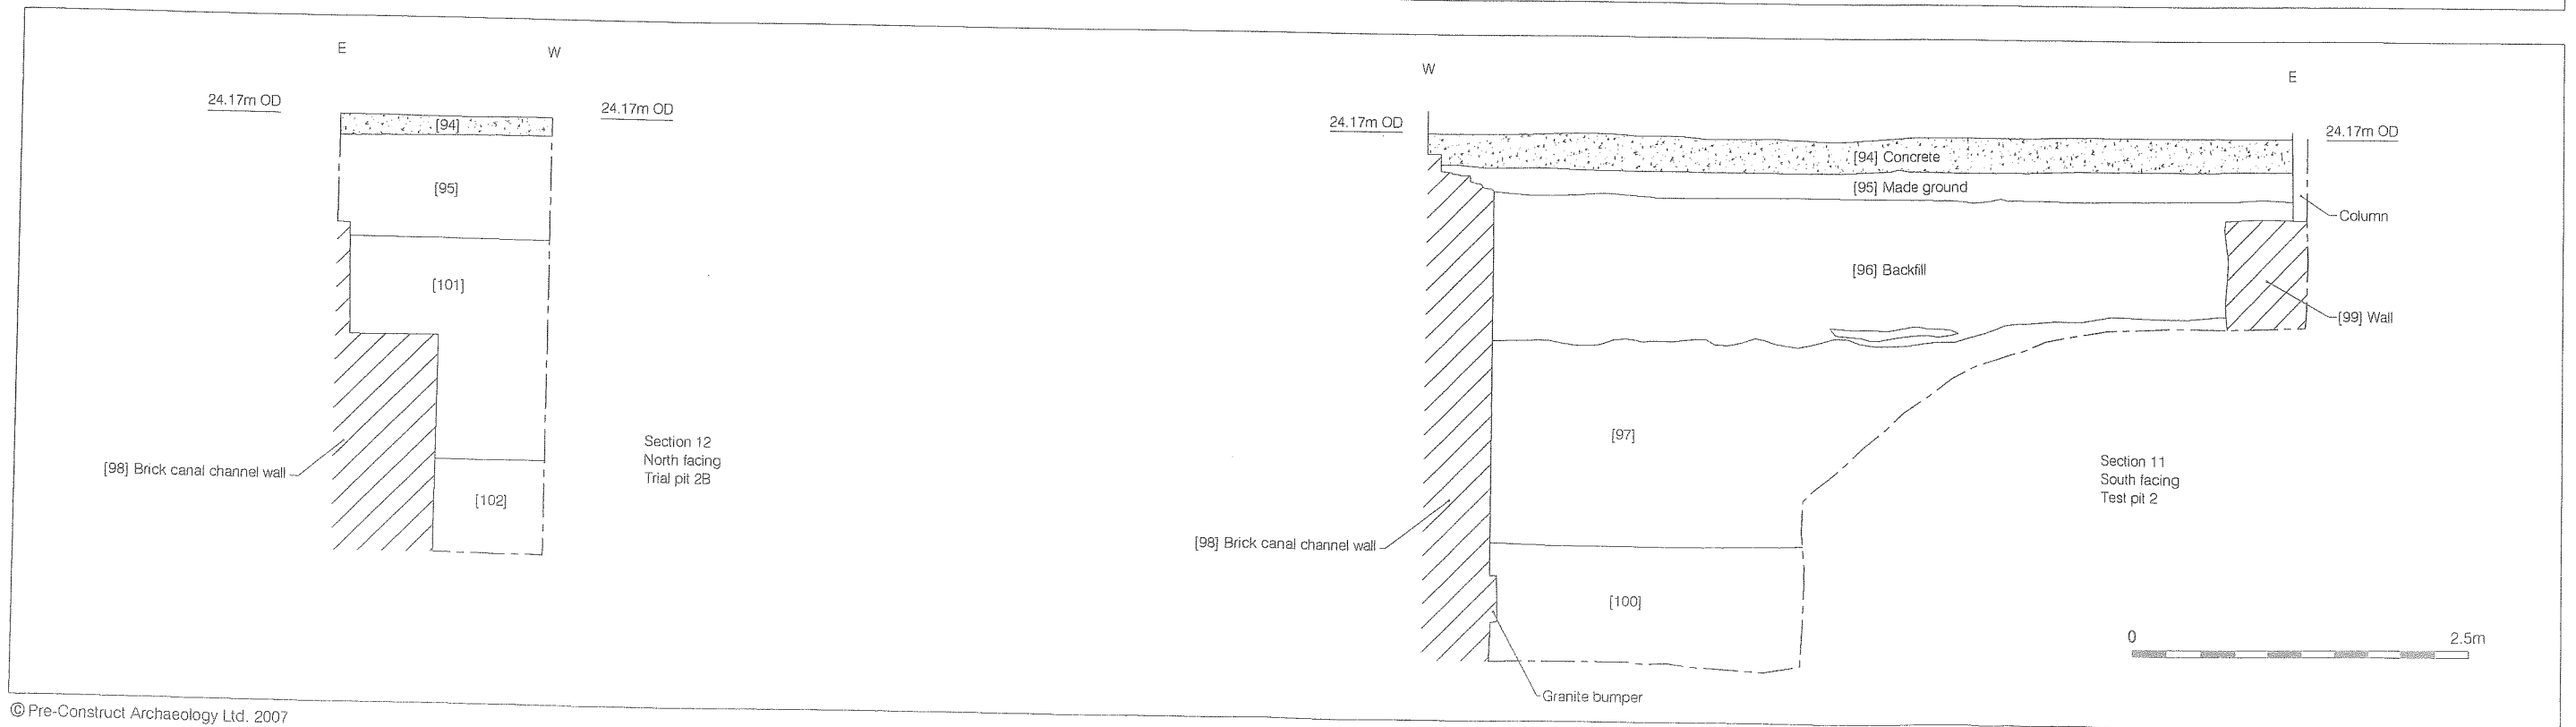 E
W
24.17m OD
24.17m OD
[94]
[95]
[101]
[98] Brick canal channel wall
[102]
Section 12
North facing
Trial pit 2B
W
E
24.17m OD
24.17m OD
[94] Concrete
[95] Made ground
Column
[96] Backfill
[99] Wall
[97]
Section 11
South facing
Test pit 2
[98] Brick canal channel wall
[100]
0
2.5m
Granite bumper
© Pre-Construct Archaeology Ltd. 2007